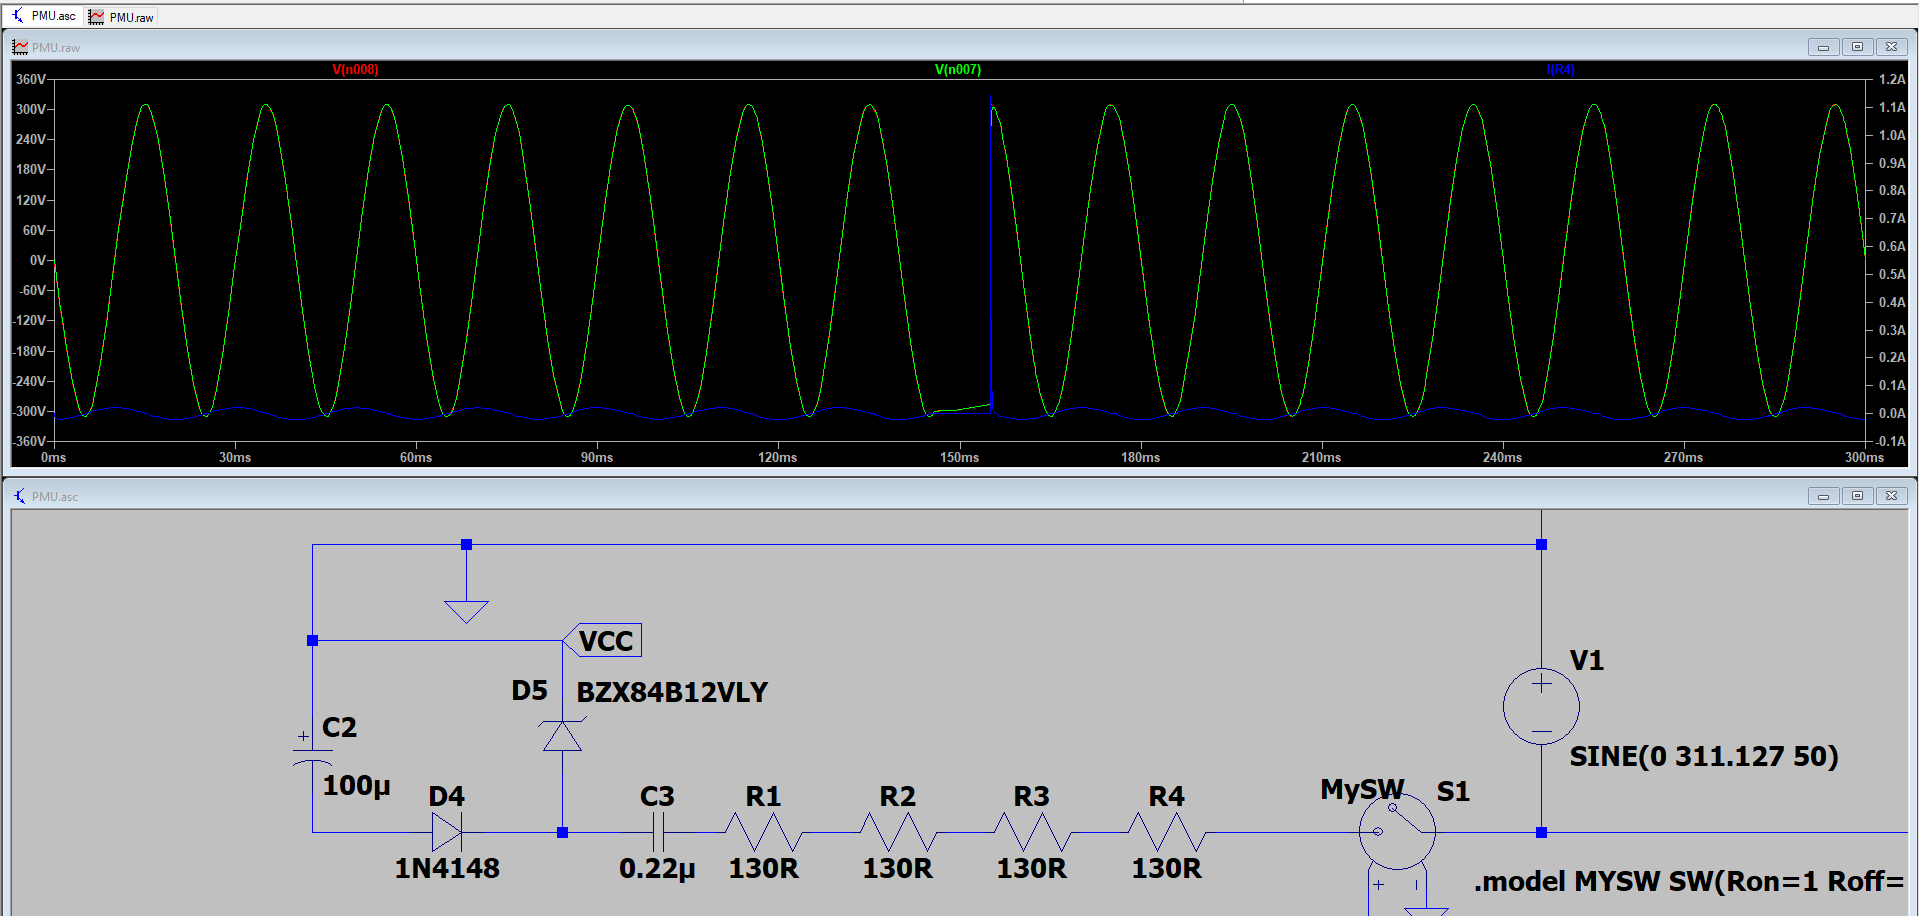 PMU.asc PMU.raw
PMU.raw
V(n008) V(n007) I(R4)
360V 1.2A
300V 1.1A
240V 1.0A
180V 0.9A
120V 0.8A
60V 0.7A
0V 0.6A
-60V 0.5A
-120V 0.4A
-180V 0.3A
-240V 0.2A
-300V 0.1A
-360V 0.0A
-0.1A
0ms 30ms 60ms 90ms 120ms 150ms 180ms 210ms 240ms 270ms 300ms
PMU.asc
VCC
V1
D5 BZX84B12VLY
+ C2
SINE(0 311.127 50)
100µ
D4 C3 R1 R2 R3 R4 MySW S1
1N4148 0.22µ 130R 130R 130R 130R
.model MYSW SW(Ron=1 Roff=